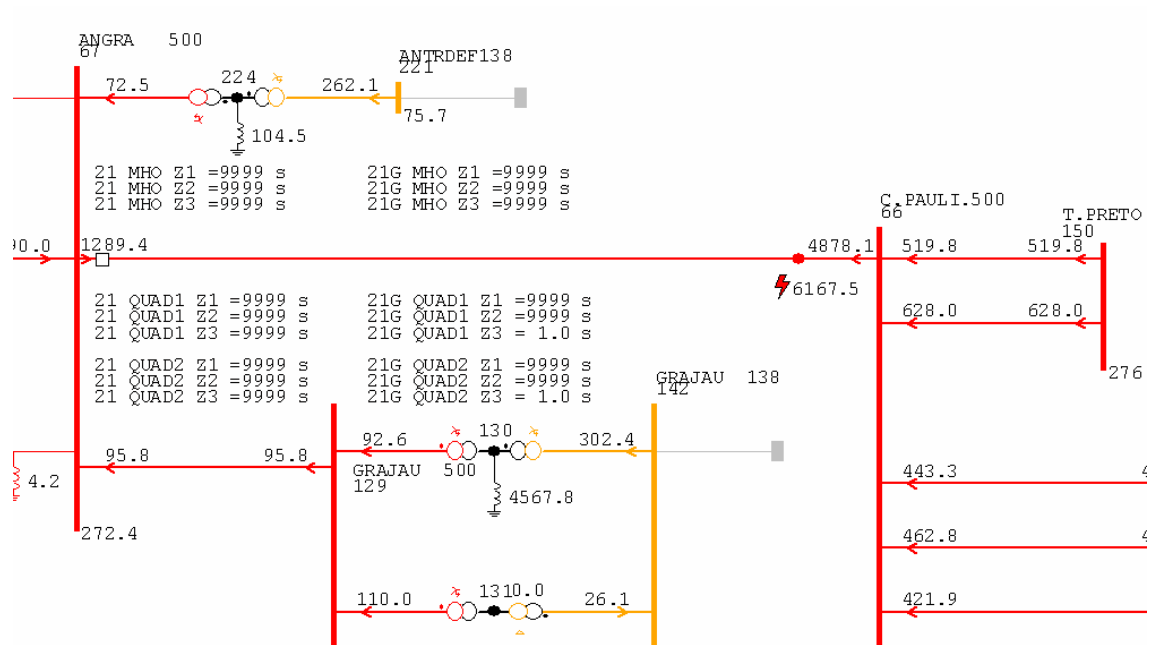 ANGRA 500
67
ANTRDEF138
221
72.5
224
262.1
75.7
104.5
21 MHO Z1 =9999 s
21 MHO Z2 =9999 s
21 MHO Z3 =9999 s
21G MHO Z1 =9999 s
21G MHO Z2 =9999 s
21G MHO Z3 =9999 s
C.PAULI.500
66
T.PRETO
150
90.0
1289.4
4878.1
519.8
519.8
6167.5
21 QUAD1 Z1 =9999 s
21 QUAD1 Z2 =9999 s
21 QUAD1 Z3 =9999 s
21G QUAD1 Z1 =9999 s
21G QUAD1 Z2 =9999 s
21G QUAD1 Z3 = 1.0 s
628.0
628.0
21 QUAD2 Z1 =9999 s
21 QUAD2 Z2 =9999 s
21 QUAD2 Z3 =9999 s
21G QUAD2 Z1 =9999 s
21G QUAD2 Z2 =9999 s
21G QUAD2 Z3 = 1.0 s
276
GRAJAU 138
142
92.6
130
302.4
95.8
95.8
GRAJAU 500
129
4.2
4567.8
443.3
272.4
462.8
110.0
1310.0
26.1
421.9